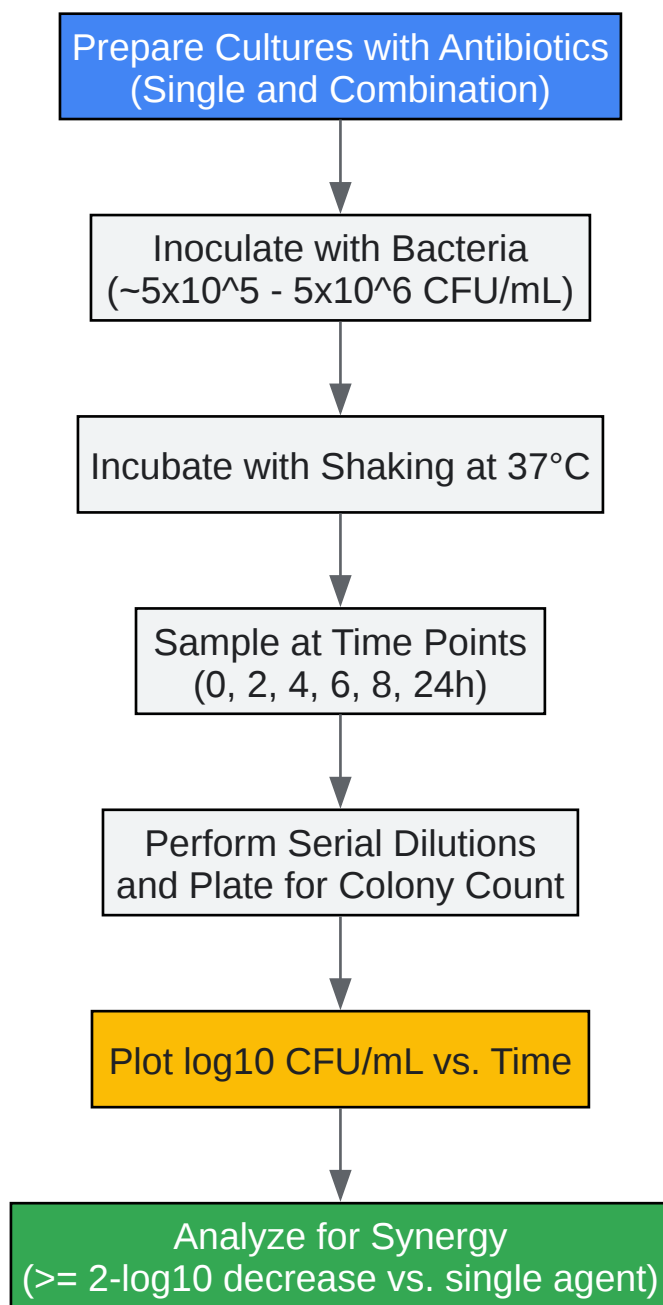 Prepare Cultures with Antibiotics
(Single and Combination)
Inoculate with Bacteria
(~5x10^5 - 5x10^6 CFU/mL)
Incubate with Shaking at 37°C
Sample at Time Points
(0, 2, 4, 6, 8, 24h)
Perform Serial Dilutions
and Plate for Colony Count
Plot log10 CFU/mL vs. Time
Analyze for Synergy
(>= 2-log10 decrease vs. single agent)